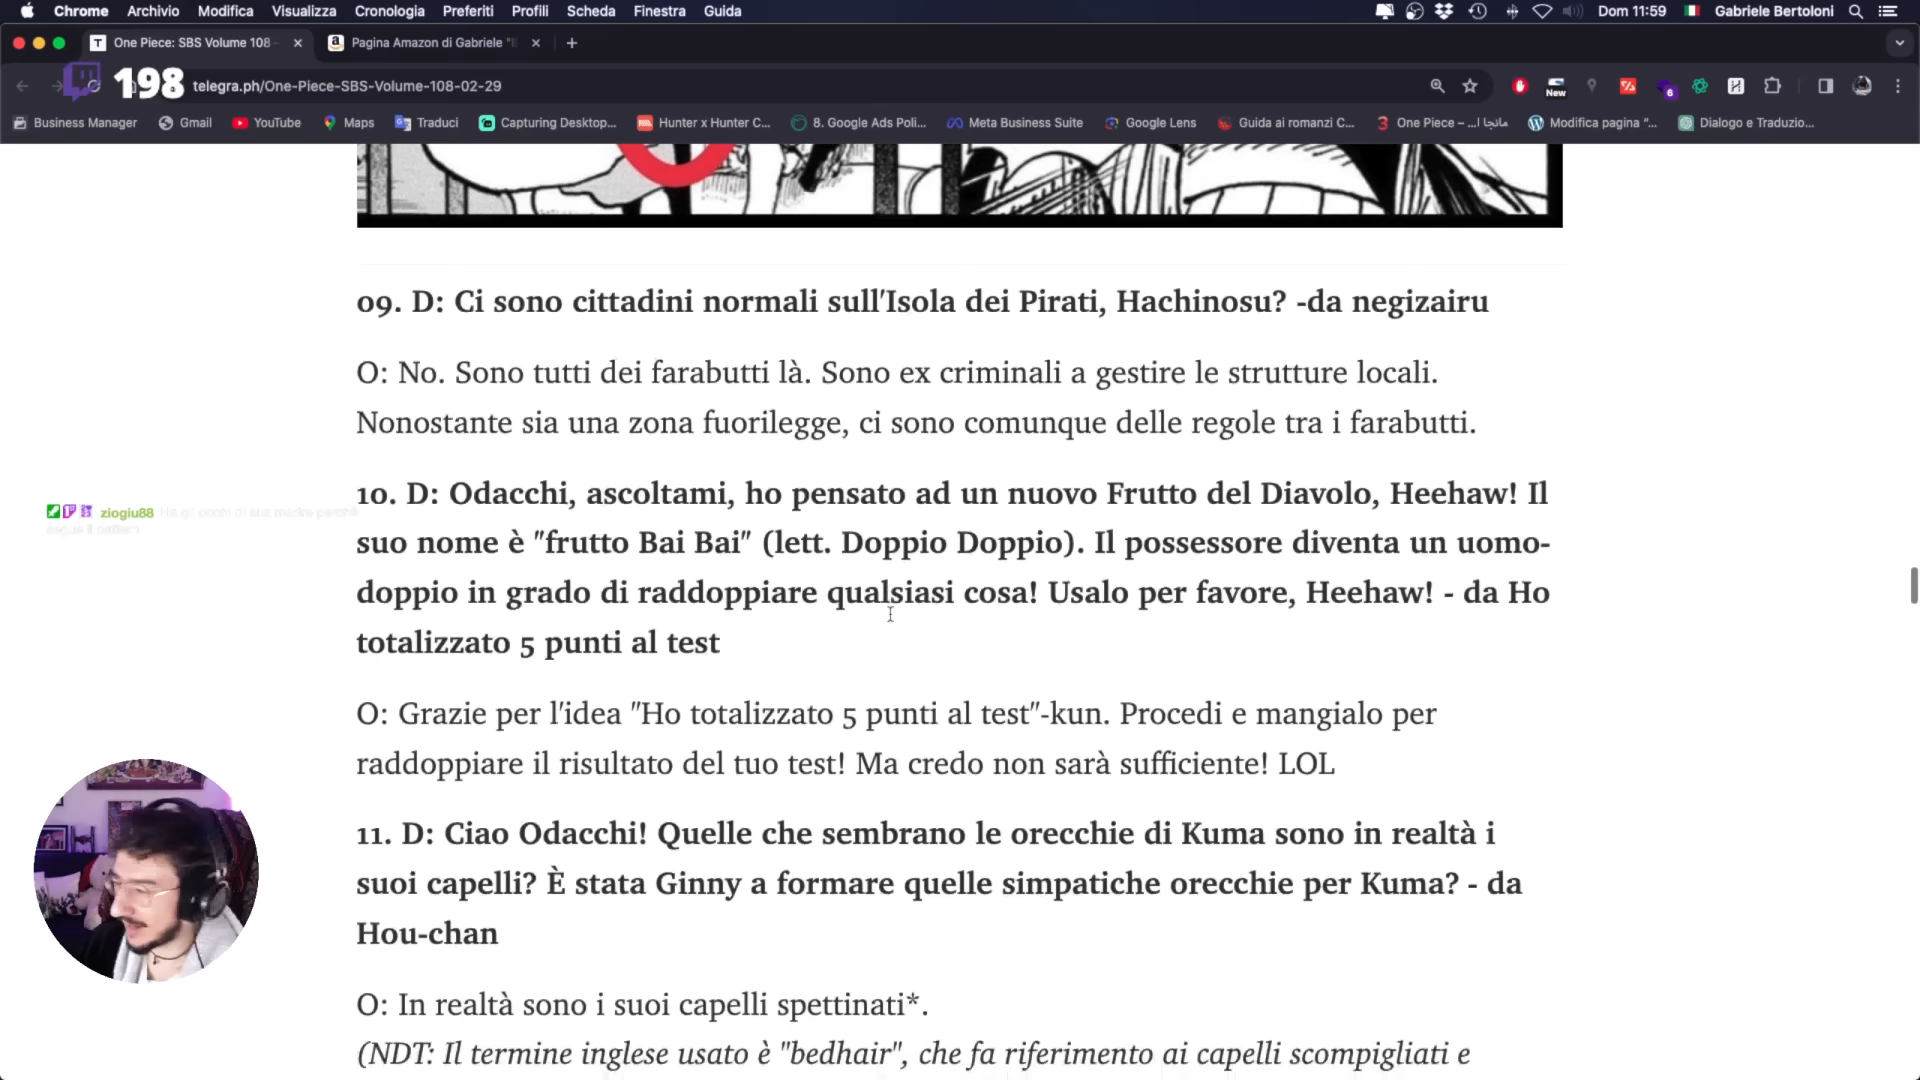 Chrome Archivio Modifica Visualizza Cronologia Preferiti Profili Scheda Finestra Guida Dom 11:59 Gabriele Bertoloni
One Piece: SBS Volume 108 - Pagina Amazon di Gabriele "
198 telegra.ph/One-Piece-SBS-Volume-108-02-29 New 6
Business Manager Gmail YouTube Maps Traduci Capturing Desktop... Hunter x Hunter C... 8. Google Ads Poli... Meta Business Suite Google Lens Guida ai romanzi C... One Piece – ...مانجا ا Modifica pagina “... Dialogo e Traduzio...
09. D: Ci sono cittadini normali sull'Isola dei Pirati, Hachinosu? -da negizairu
O: No. Sono tutti dei farabutti là. Sono ex criminali a gestire le strutture locali.
Nonostante sia una zona fuorilegge, ci sono comunque delle regole tra i farabutti.
10. D: Odacchi, ascoltami, ho pensato ad un nuovo Frutto del Diavolo, Heehaw! Il
suo nome è "frutto Bai Bai" (lett. Doppio Doppio). Il possessore diventa un uomo-
doppio in grado di raddoppiare qualsiasi cosa! Usalo per favore, Heehaw! - da Ho
totalizzato 5 punti al test
ziogiu88
O: Grazie per l'idea "Ho totalizzato 5 punti al test"-kun. Procedi e mangialo per
raddoppiare il risultato del tuo test! Ma credo non sarà sufficiente! LOL
11. D: Ciao Odacchi! Quelle che sembrano le orecchie di Kuma sono in realtà i
suoi capelli? È stata Ginny a formare quelle simpatiche orecchie per Kuma? - da
Hou-chan
O: In realtà sono i suoi capelli spettinati*.
(NDT: Il termine inglese usato è "bedhair", che fa riferimento ai capelli scompigliati e